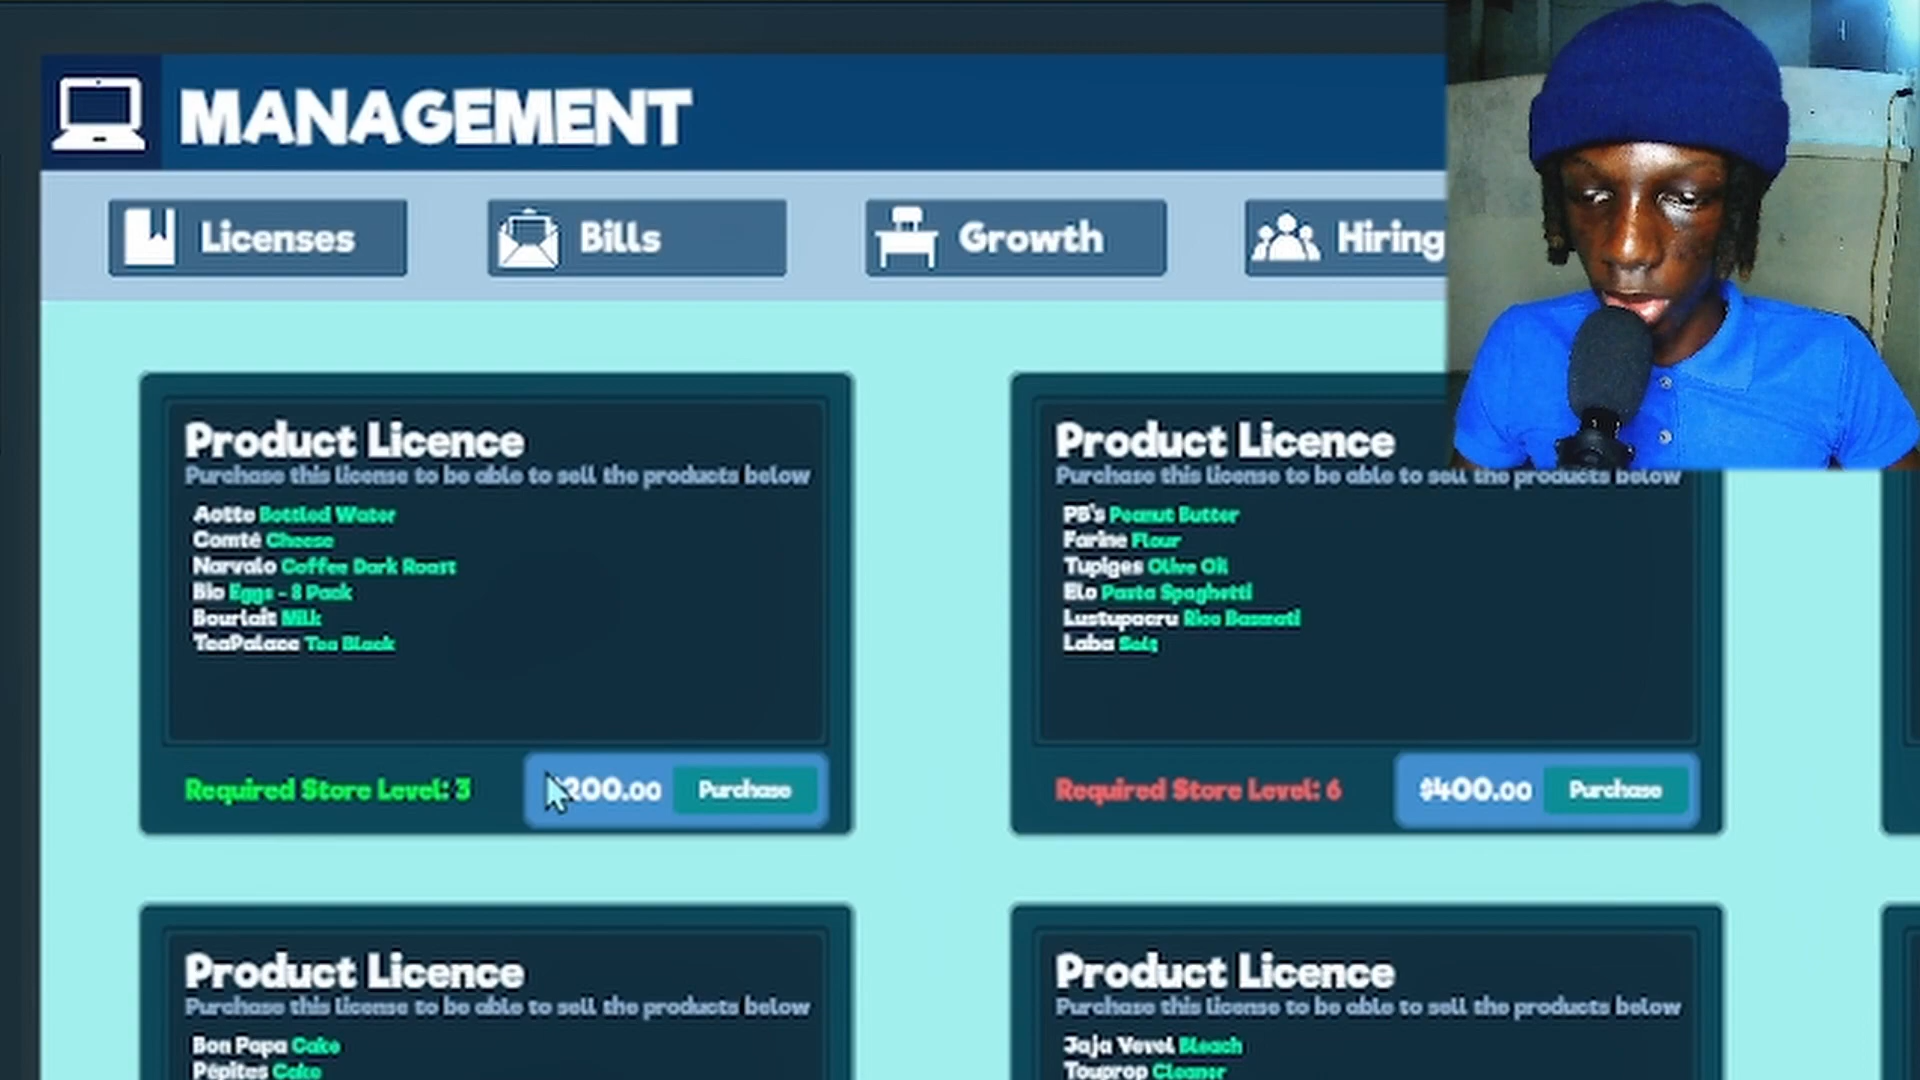 MANAGEMENT
Licenses
Bills
Growth
Hiring
Product Licence
Purchase this license to be able to sell the products below
Aotto Bottled Water
Comté Cheese
Narvalo Coffee Dark Roast
Bio Eggs - 8 Pack
Bourlait Milk
TeaPalace Tea Black
Required Store Level: 3
200.00
Purchase
Product Licence
Purchase this license to be able to sell the products below
PB's Peanut Butter
Farine Flour
Tupiges Olive Oil
Elo Pasta Spaghetti
Lustupacru Rice Basmati
Laba Salt
Required Store Level: 6
$400.00
Purchase
Product Licence
Purchase this license to be able to sell the products below
Bon Papa Cake
Pépites Cake
Product Licence
Purchase this license to be able to sell the products below
Jaja Vevel Bleach
Touprop Cleaner